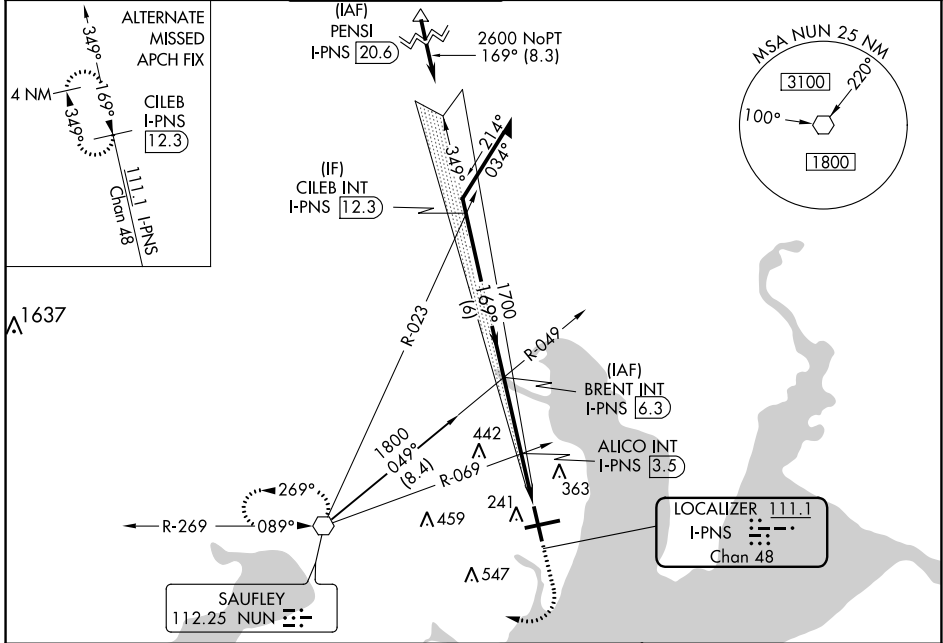 ALTERNATE
MISSED
APCH FIX
349°
169°
4 NM
349°
CILEB
I-PNS
12.3
111.1 I-PNS
Chan 48
(IAF)
PENSI
I-PNS 20.6
2600 NoPT
169° (8.3)
MSA NUN 25 NM
3100
220°
100°
1800
349°
214°
034°
(IF)
CILEB INT
I-PNS 12.3
1637
R-023
1700
169°
(6)
R-049
(IAF)
BRENT INT
I-PNS 6.3
1800
049°
(8.4)
442
R-069
ALICO INT
I-PNS 3.5
363
269°
R-269
089°
459
241
547
LOCALIZER 111.1
I-PNS
Chan 48
SAUFLEY
112.25 NUN